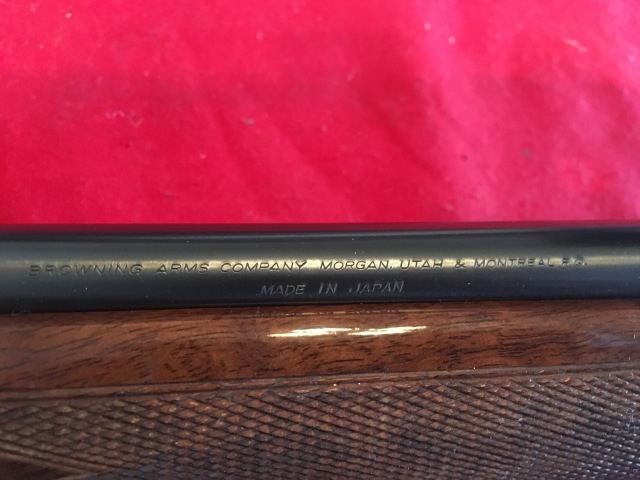 BROWNING ARMS COMPANY MORGAN, UTAH & MONTREAL P.Q.
MADE IN JAPAN